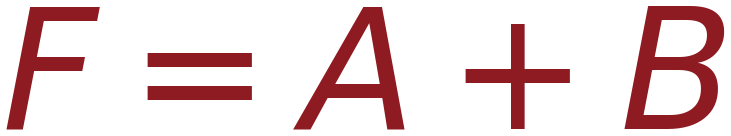 F = A + B